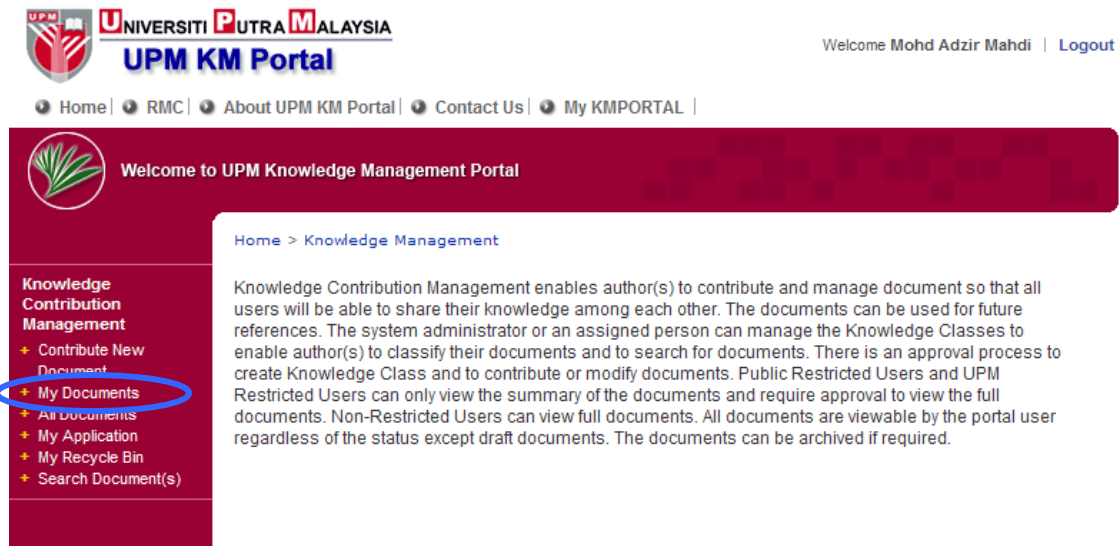 UPM
UNIVERSITI PUTRA MALAYSIA
UPM KM Portal
Welcome Mohd Adzir Mahdi | Logout
Home | RMC | About UPM KM Portal | Contact Us | My KMPORTAL |
Welcome to UPM Knowledge Management Portal
Home > Knowledge Management
Knowledge
Contribution
Management
+ Contribute New
Document
+ My Documents
+ All Documents
+ My Application
+ My Recycle Bin
+ Search Document(s)
Knowledge Contribution Management enables author(s) to contribute and manage document so that all
users will be able to share their knowledge among each other. The documents can be used for future
references. The system administrator or an assigned person can manage the Knowledge Classes to
enable author(s) to classify their documents and to search for documents. There is an approval process to
create Knowledge Class and to contribute or modify documents. Public Restricted Users and UPM
Restricted Users can only view the summary of the documents and require approval to view the full
documents. Non-Restricted Users can view full documents. All documents are viewable by the portal user
regardless of the status except draft documents. The documents can be archived if required.